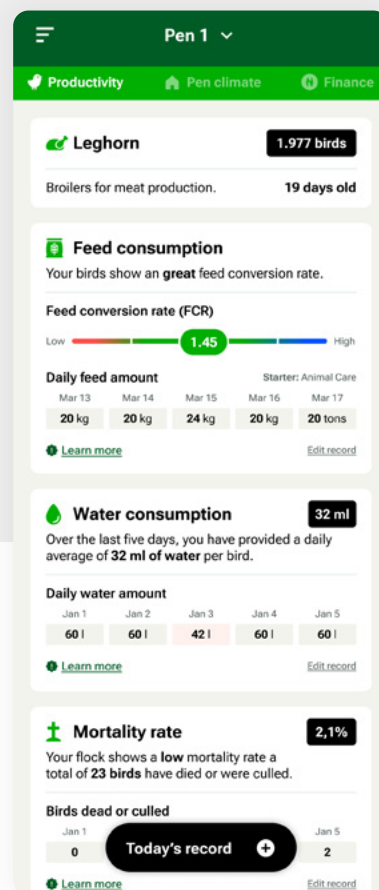 Pen 1
Productivity Pen climate Finance
Leghorn 1.977 birds
Broilers for meat production. 19 days old
Feed consumption
Your birds show an great feed conversion rate.
Feed conversion rate (FCR)
Low 1.45 High
Daily feed amount Starter: Animal Care
Mar 13 Mar 14 Mar 15 Mar 16 Mar 17
20 kg 20 kg 24 kg 20 kg 20 tons
Learn more Edit record
Water consumption 32 ml
Over the last five days, you have provided a daily
average of 32 ml of water per bird.
Daily water amount
Jan 1 Jan 2 Jan 3 Jan 4 Jan 5
60 l 60 l 42 l 60 l 60 l
Learn more Edit record
Mortality rate 2,1%
Your flock shows a low mortality rate a
total of 23 birds have died or were culled.
Birds dead or culled
Jan 1 Jan 5
0 Today's record 2
Learn more Edit record